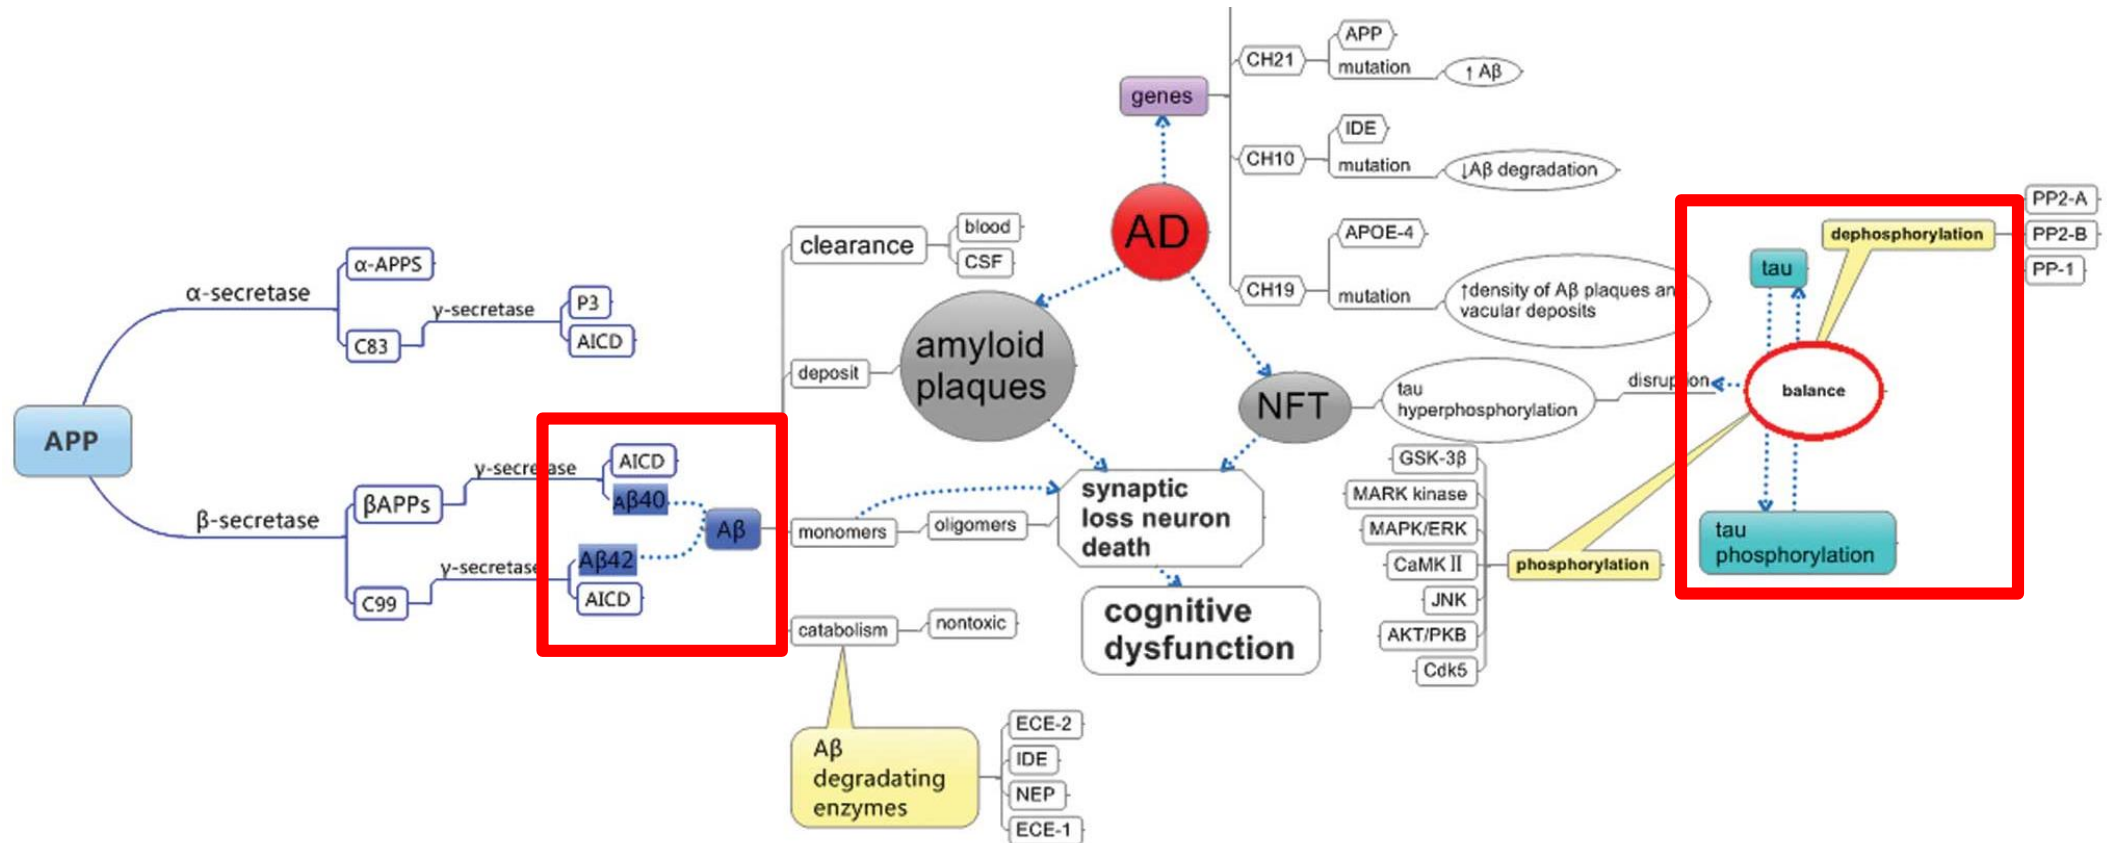 APP
α-secretase
α-APPS
C83
γ-secretase
P3
AICD
β-secretase
βAPPs
γ-secretase
AICD
Aβ40
C99
γ-secretase
Aβ42
AICD
Aβ
clearance
blood
CSF
deposit
amyloid
plaques
monomers
oligomers
catabolism
nontoxic
Aβ
degradating
enzymes
ECE-2
IDE
NEP
ECE-1
AD
genes
CH21
APP
mutation
↑ Aβ
CH10
IDE
mutation
↓Aβ degradation
CH19
APOE-4
mutation
↑density of Aβ plaques an
vacular deposits
NFT
tau
hyperphosphorylation
disruption
synaptic
loss neuron
death
cognitive
dysfunction
GSK-3β
MARK kinase
MAPK/ERK
CaMK II
JNK
AKT/PKB
Cdk5
phosphorylation
balance
tau
dephosphorylation
PP2-A
PP2-B
PP-1
tau
phosphorylation